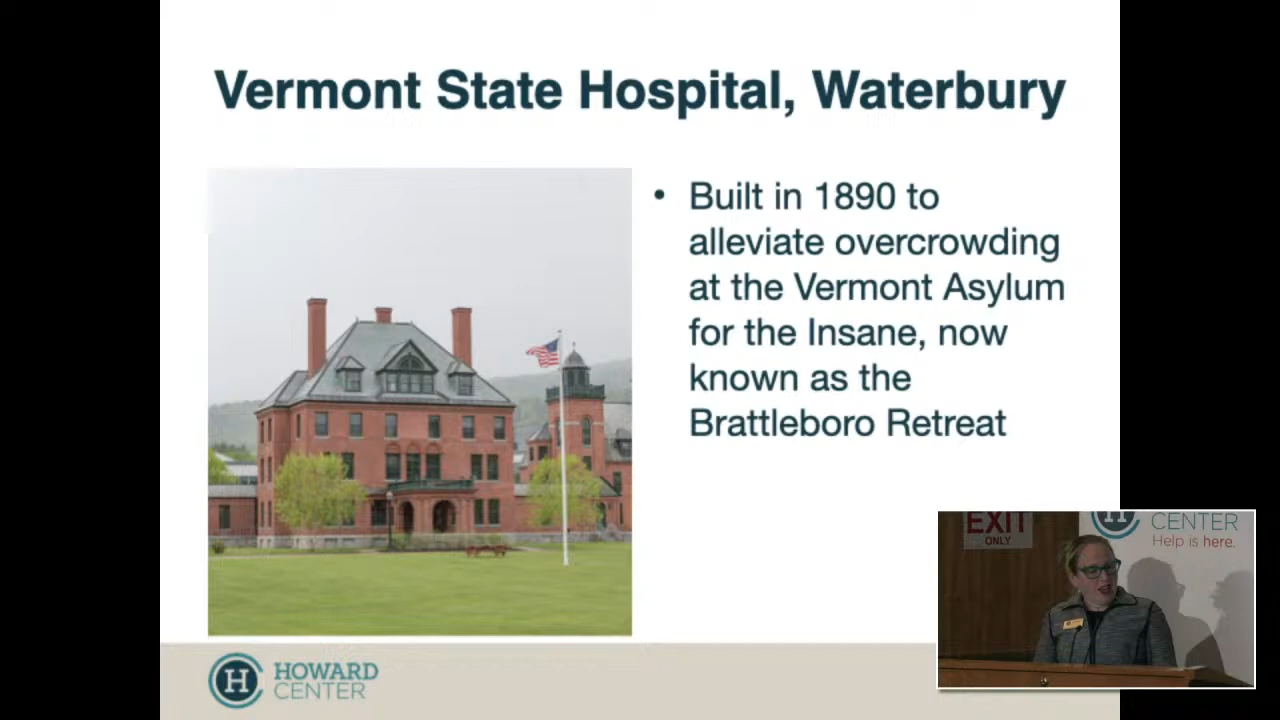 Vermont State Hospital, Waterbury
• Built in 1890 to
alleviate overcrowding
at the Vermont Asylum
for the Insane, now
known as the
Brattleboro Retreat
H HOWARD
CENTER
EXIT
ONLY
H
CENTER
Help is here.